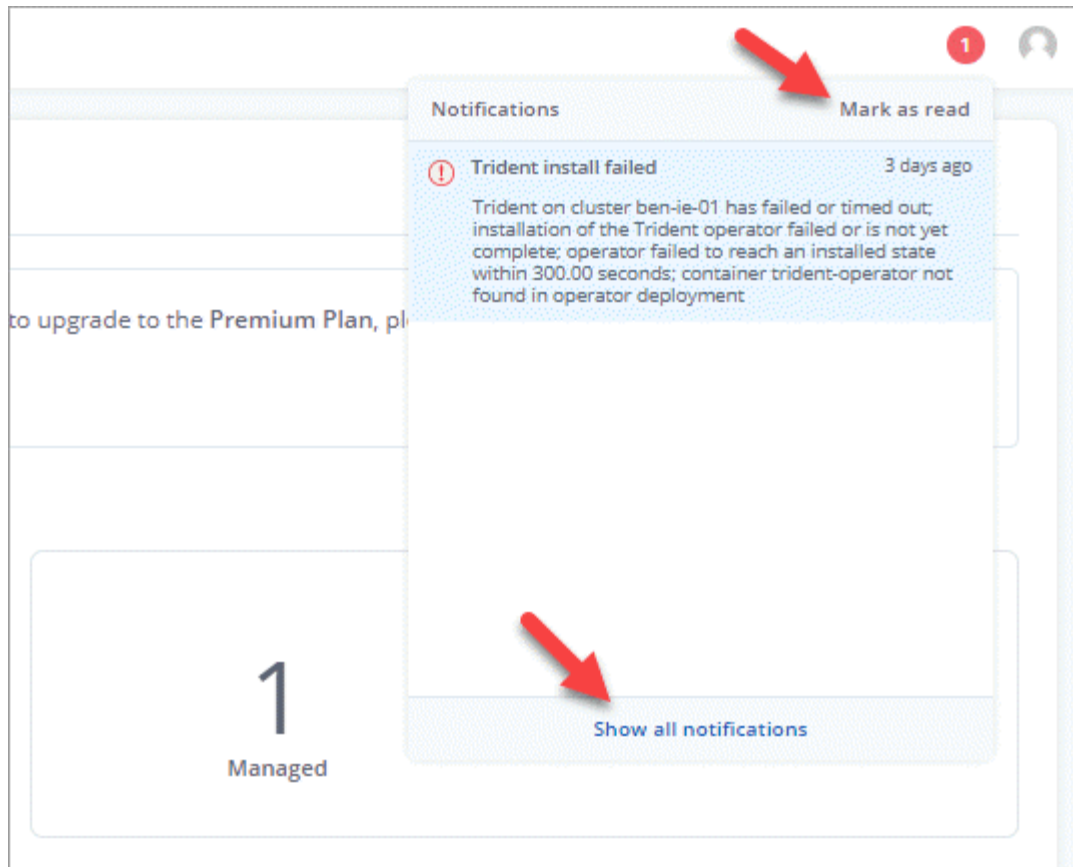 1
Notifications
Mark as read
Trident install failed
3 days ago
Trident on cluster ben-ie-01 has failed or timed out;
installation of the Trident operator failed or is not yet
complete; operator failed to reach an installed state
within 300.00 seconds; container trident-operator not
found in operator deployment
to upgrade to the Premium Plan, pl
1
Managed
Show all notifications